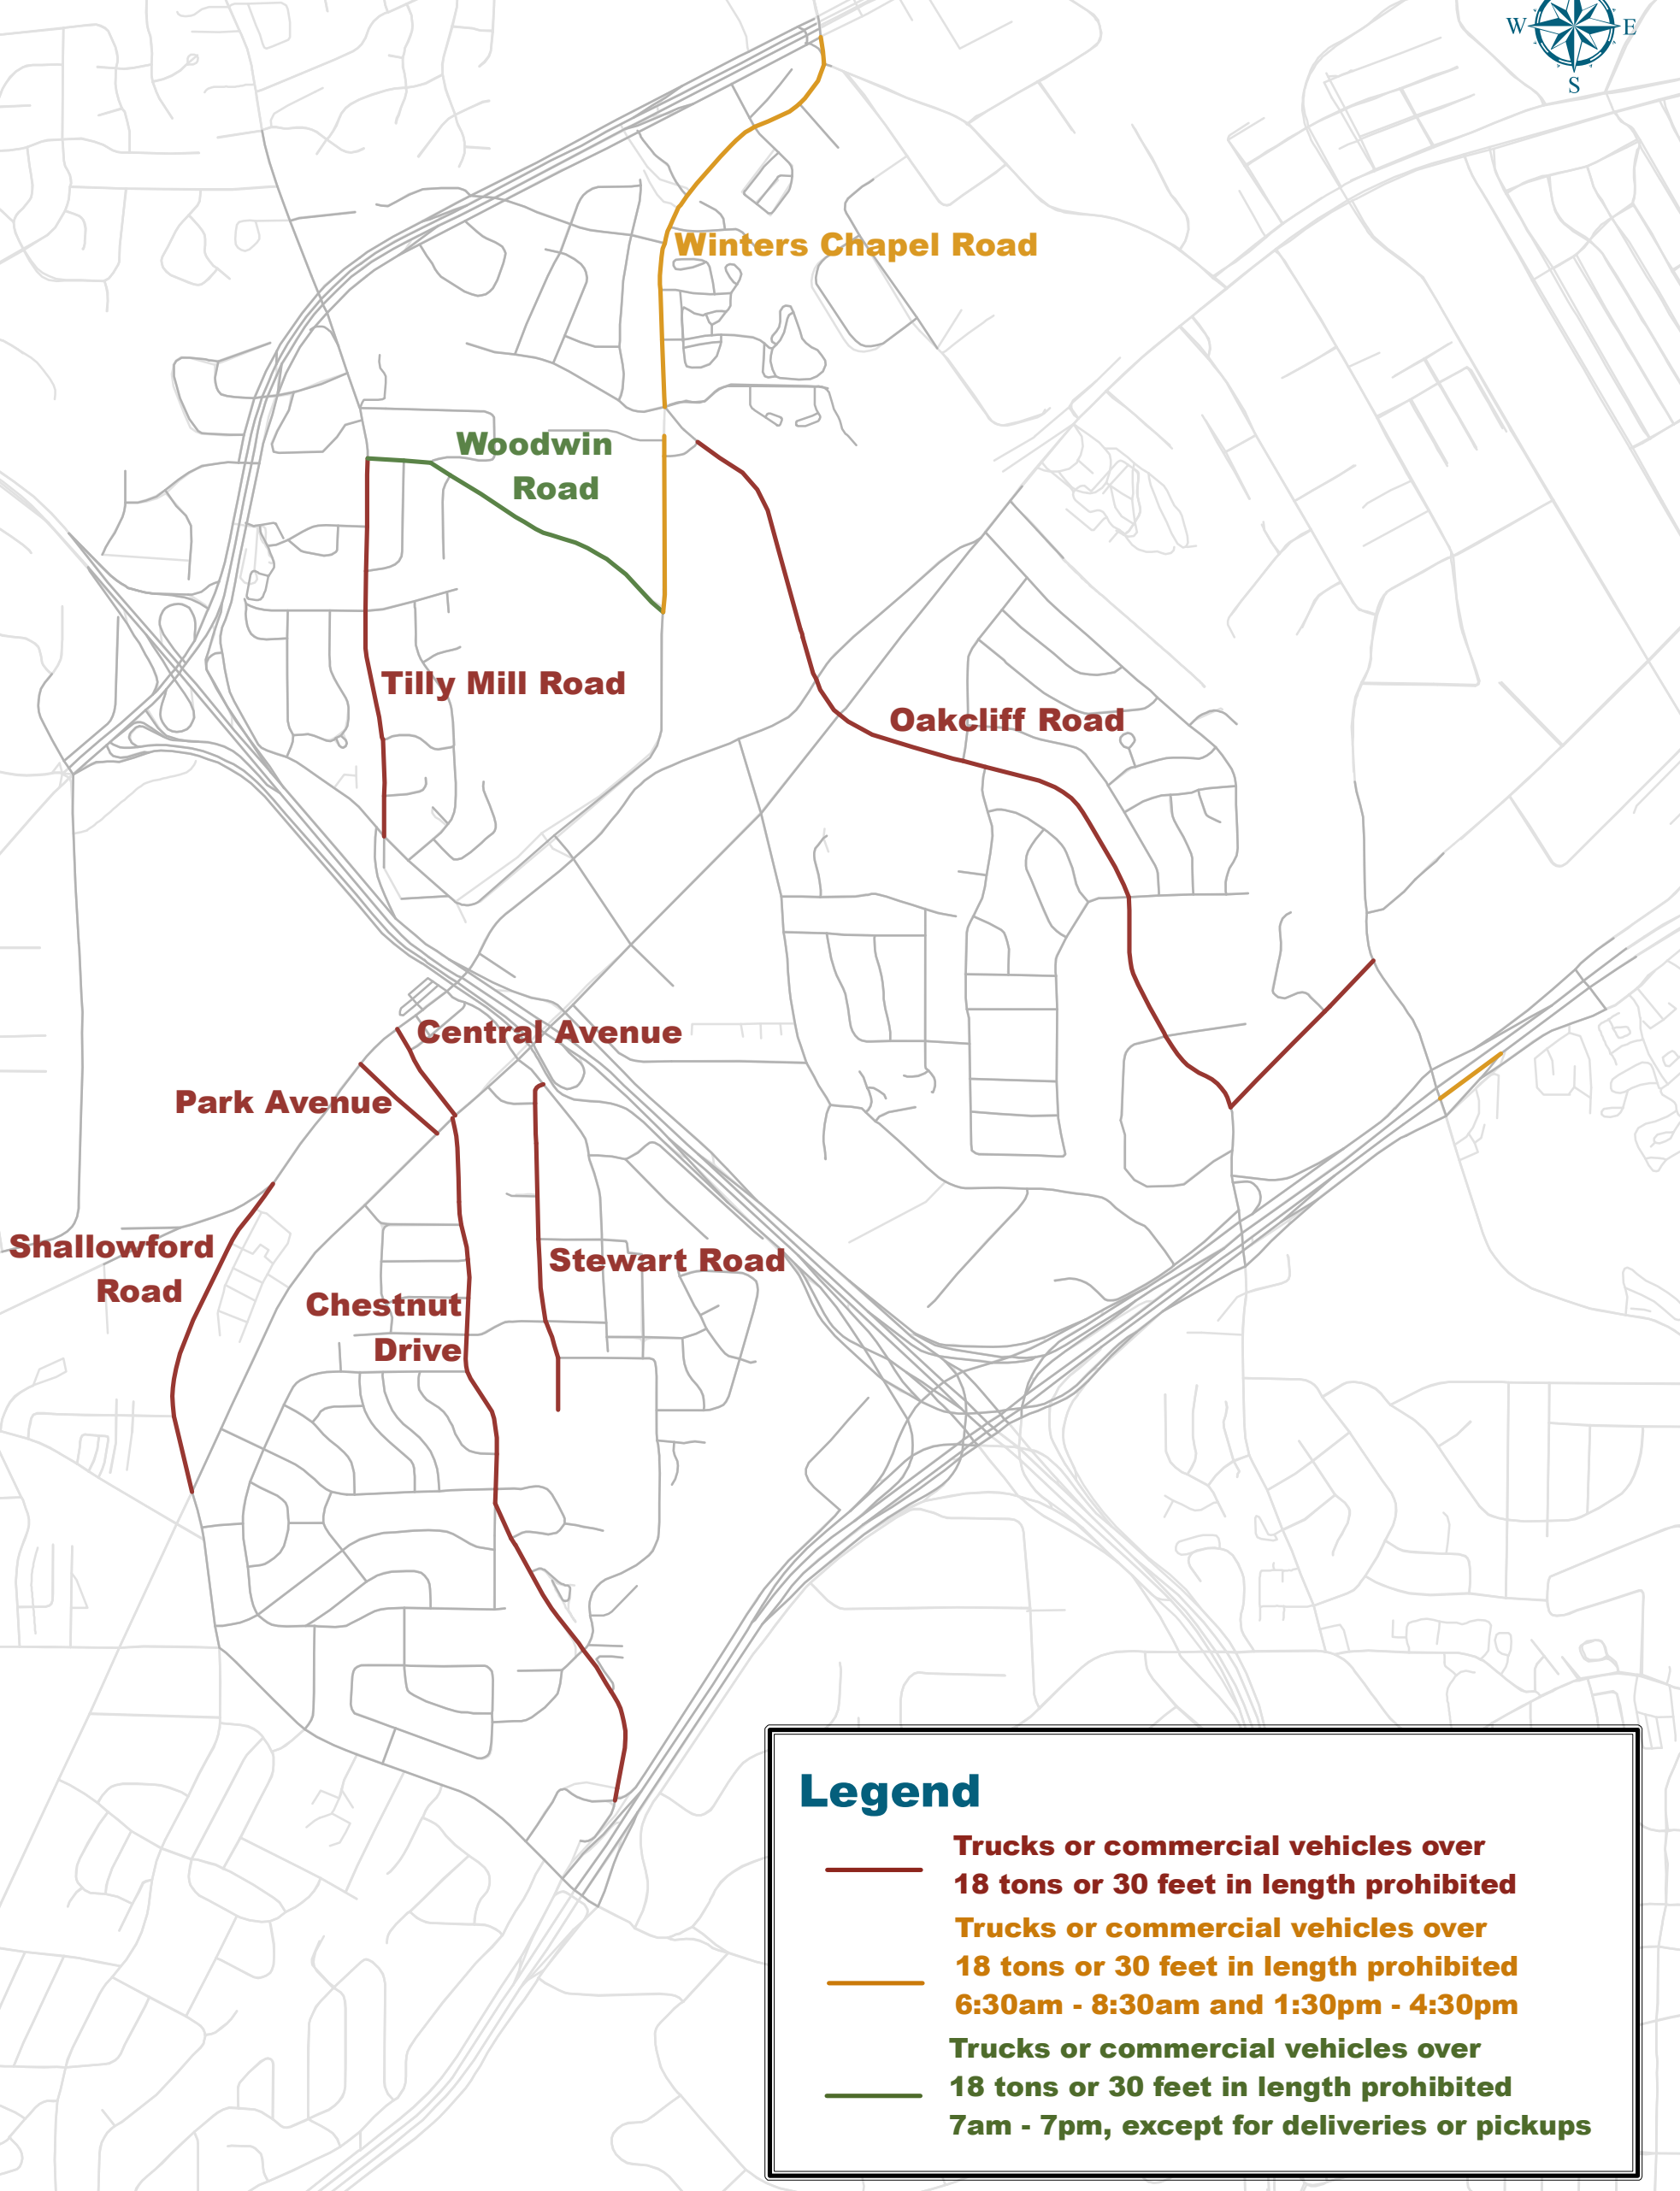 W
E
S
Winters Chapel Road
Woodwin
Road
Tilly Mill Road
Oakcliff Road
Central Avenue
Park Avenue
Shallowford
Road
Stewart Road
Chestnut
Drive
Legend
Trucks or commercial vehicles over
18 tons or 30 feet in length prohibited
Trucks or commercial vehicles over
18 tons or 30 feet in length prohibited
6:30am - 8:30am and 1:30pm - 4:30pm
Trucks or commercial vehicles over
18 tons or 30 feet in length prohibited
7am - 7pm, except for deliveries or pickups